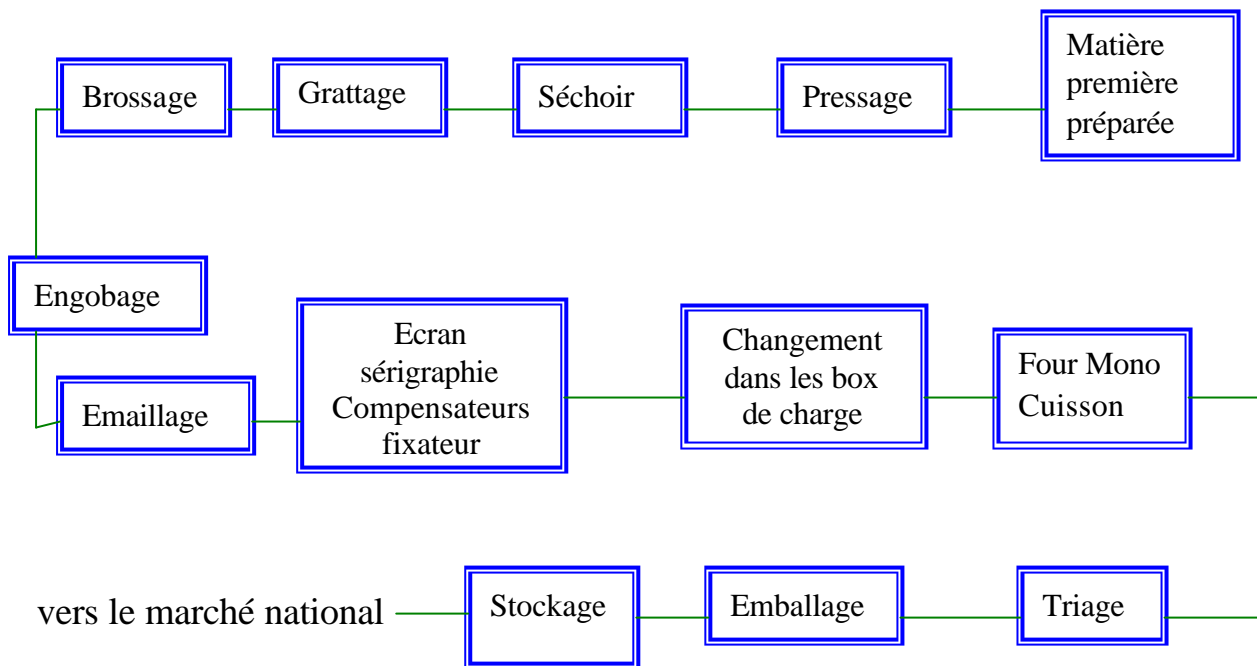 Brossage
Grattage
Séchoir
Pressage
Matière
première
préparée
Engobage
Emaillage
Ecran
sérigraphie
Compensateurs
fixateur
Changement
dans les box
de charge
Four Mono
Cuisson
vers le marché national
Stockage
Emballage
Triage